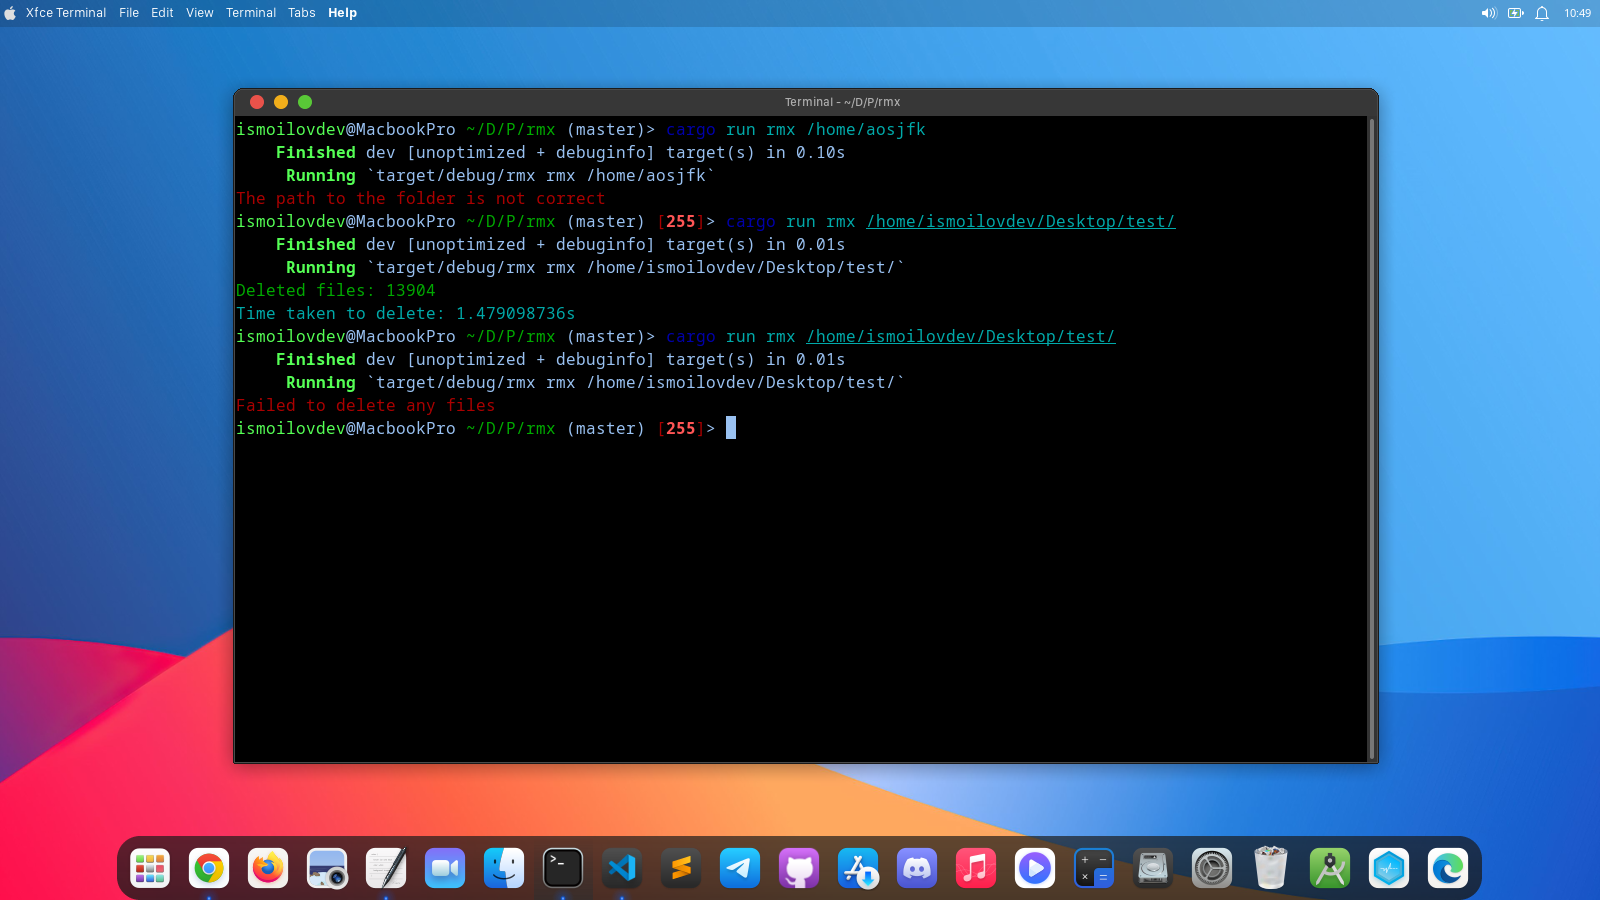 Xfce Terminal File Edit View Terminal Tabs Help 10:49
Terminal - ~/D/P/rmx
ismoilovdev@MacbookPro ~/D/P/rmx (master)> cargo run rmx /home/aosjfk
Finished dev [unoptimized + debuginfo] target(s) in 0.10s
Running `target/debug/rmx rmx /home/aosjfk`
The path to the folder is not correct
ismoilovdev@MacbookPro ~/D/P/rmx (master) [255]> cargo run rmx /home/ismoilovdev/Desktop/test/
Finished dev [unoptimized + debuginfo] target(s) in 0.01s
Running `target/debug/rmx rmx /home/ismoilovdev/Desktop/test/`
Deleted files: 13904
Time taken to delete: 1.479098736s
ismoilovdev@MacbookPro ~/D/P/rmx (master)> cargo run rmx /home/ismoilovdev/Desktop/test/
Finished dev [unoptimized + debuginfo] target(s) in 0.01s
Running `target/debug/rmx rmx /home/ismoilovdev/Desktop/test/`
Failed to delete any files
ismoilovdev@MacbookPro ~/D/P/rmx (master) [255]>